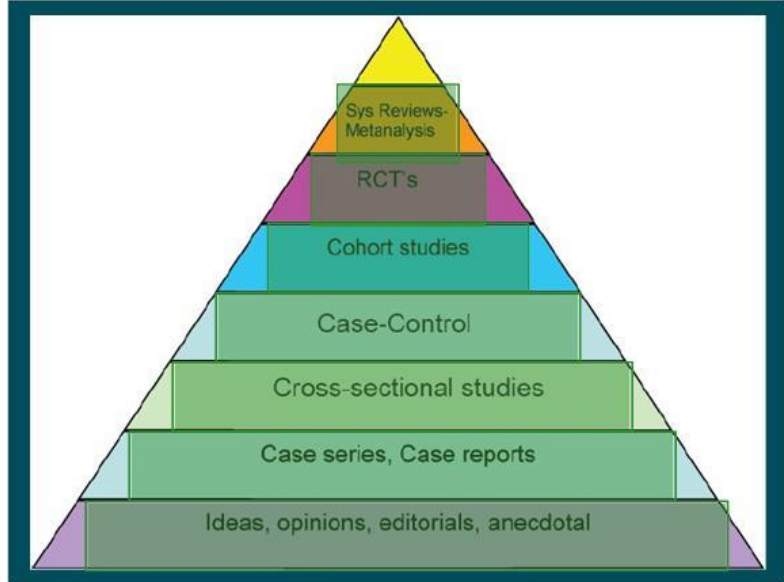 Sys Reviews-
Metanalysis
RCT's
Cohort studies
Case-Control
Cross-sectional studies
Case series, Case reports
Ideas, opinions, editorials, anecdotal